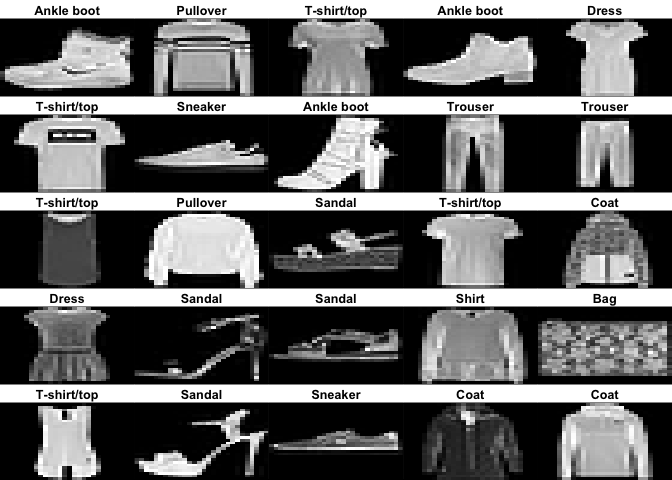 Ankle boot Pullover T-shirt/top Ankle boot Dress
T-shirt/top Sneaker Ankle boot Trouser Trouser
T-shirt/top Pullover Sandal T-shirt/top Coat
Dress Sandal Sandal Shirt Bag
T-shirt/top Sandal Sneaker Coat Coat